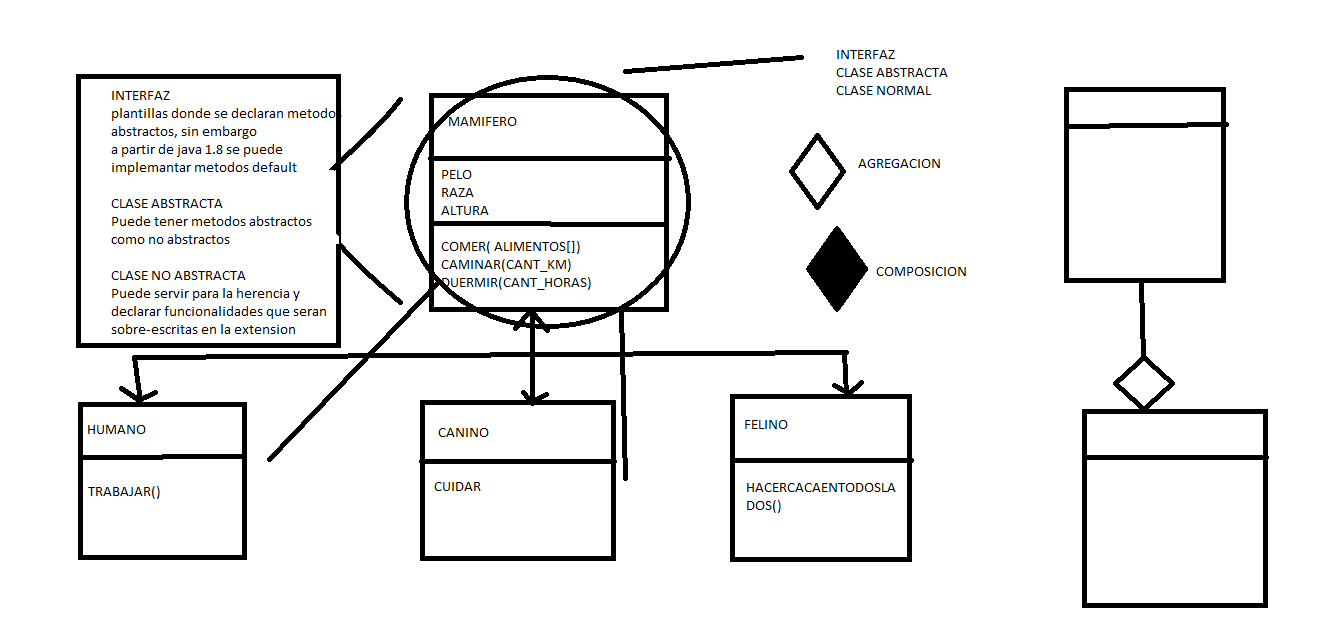 INTERFAZ
plantillas donde se declaran metodos
abstractos, sin embargo
a partir de java 1.8 se puede
implemantar metodos default
CLASE ABSTRACTA
Puede tener metodos abstractos
como no abstractos
CLASE NO ABSTRACTA
Puede servir para la herencia y
declarar funcionalidades que seran
sobre-escritas en la extension
MAMIFERO
PELO
RAZA
ALTURA
COMER( ALIMENTOS[])
CAMINAR(CANT_KM)
DUERMIR(CANT_HORAS)
INTERFAZ
CLASE ABSTRACTA
CLASE NORMAL
AGREGACION
COMPOSICION
HUMANO
TRABAJAR()
CANINO
CUIDAR
FELINO
HACERCACAENTODOSLA
DOS()